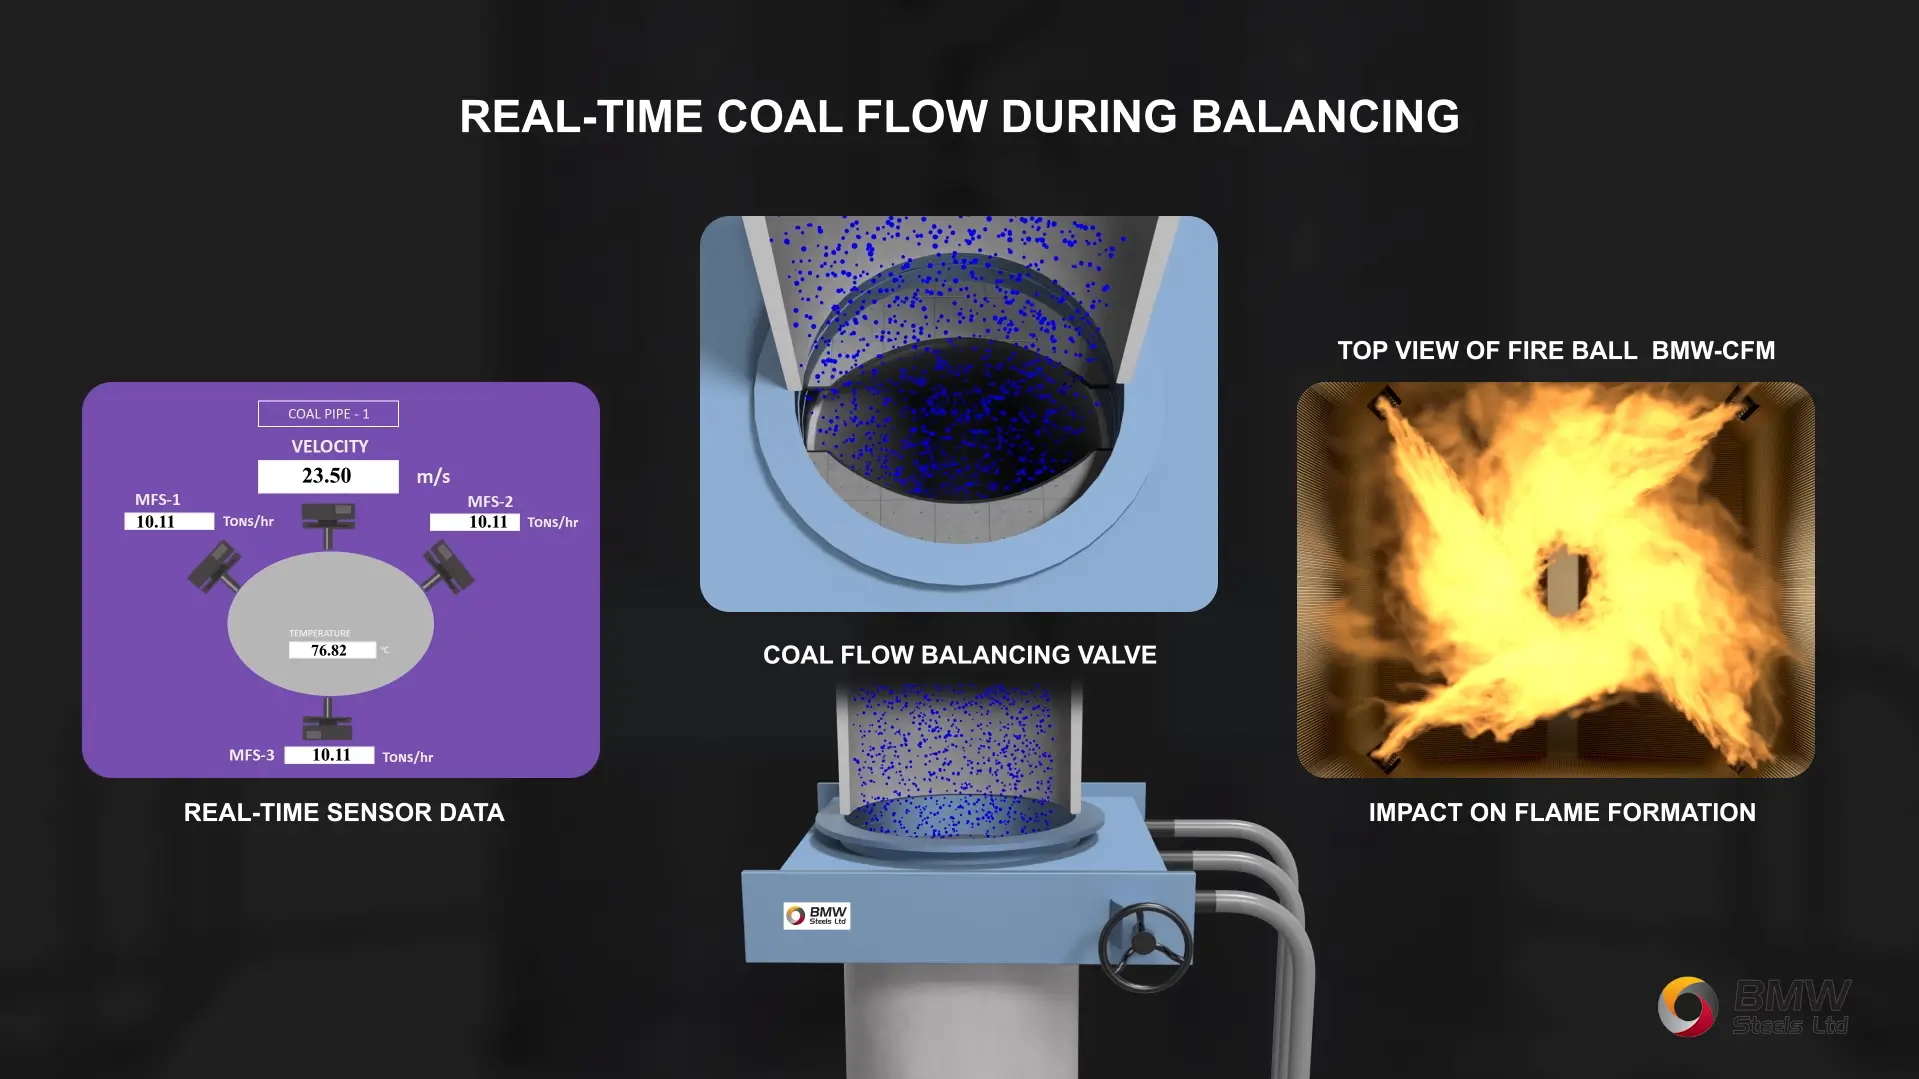 REAL-TIME COAL FLOW DURING BALANCING
COAL PIPE - 1
VELOCITY
23.50 m/s
MFS-1
10.11 TONS/hr
MFS-2
10.11 TONS/hr
TEMPERATURE
76.82 °C
MFS-3 10.11 TONS/hr
REAL-TIME SENSOR DATA
COAL FLOW BALANCING VALVE
BMW
Steels Ltd
TOP VIEW OF FIRE BALL BMW-CFM
IMPACT ON FLAME FORMATION
BMW
Steels Ltd